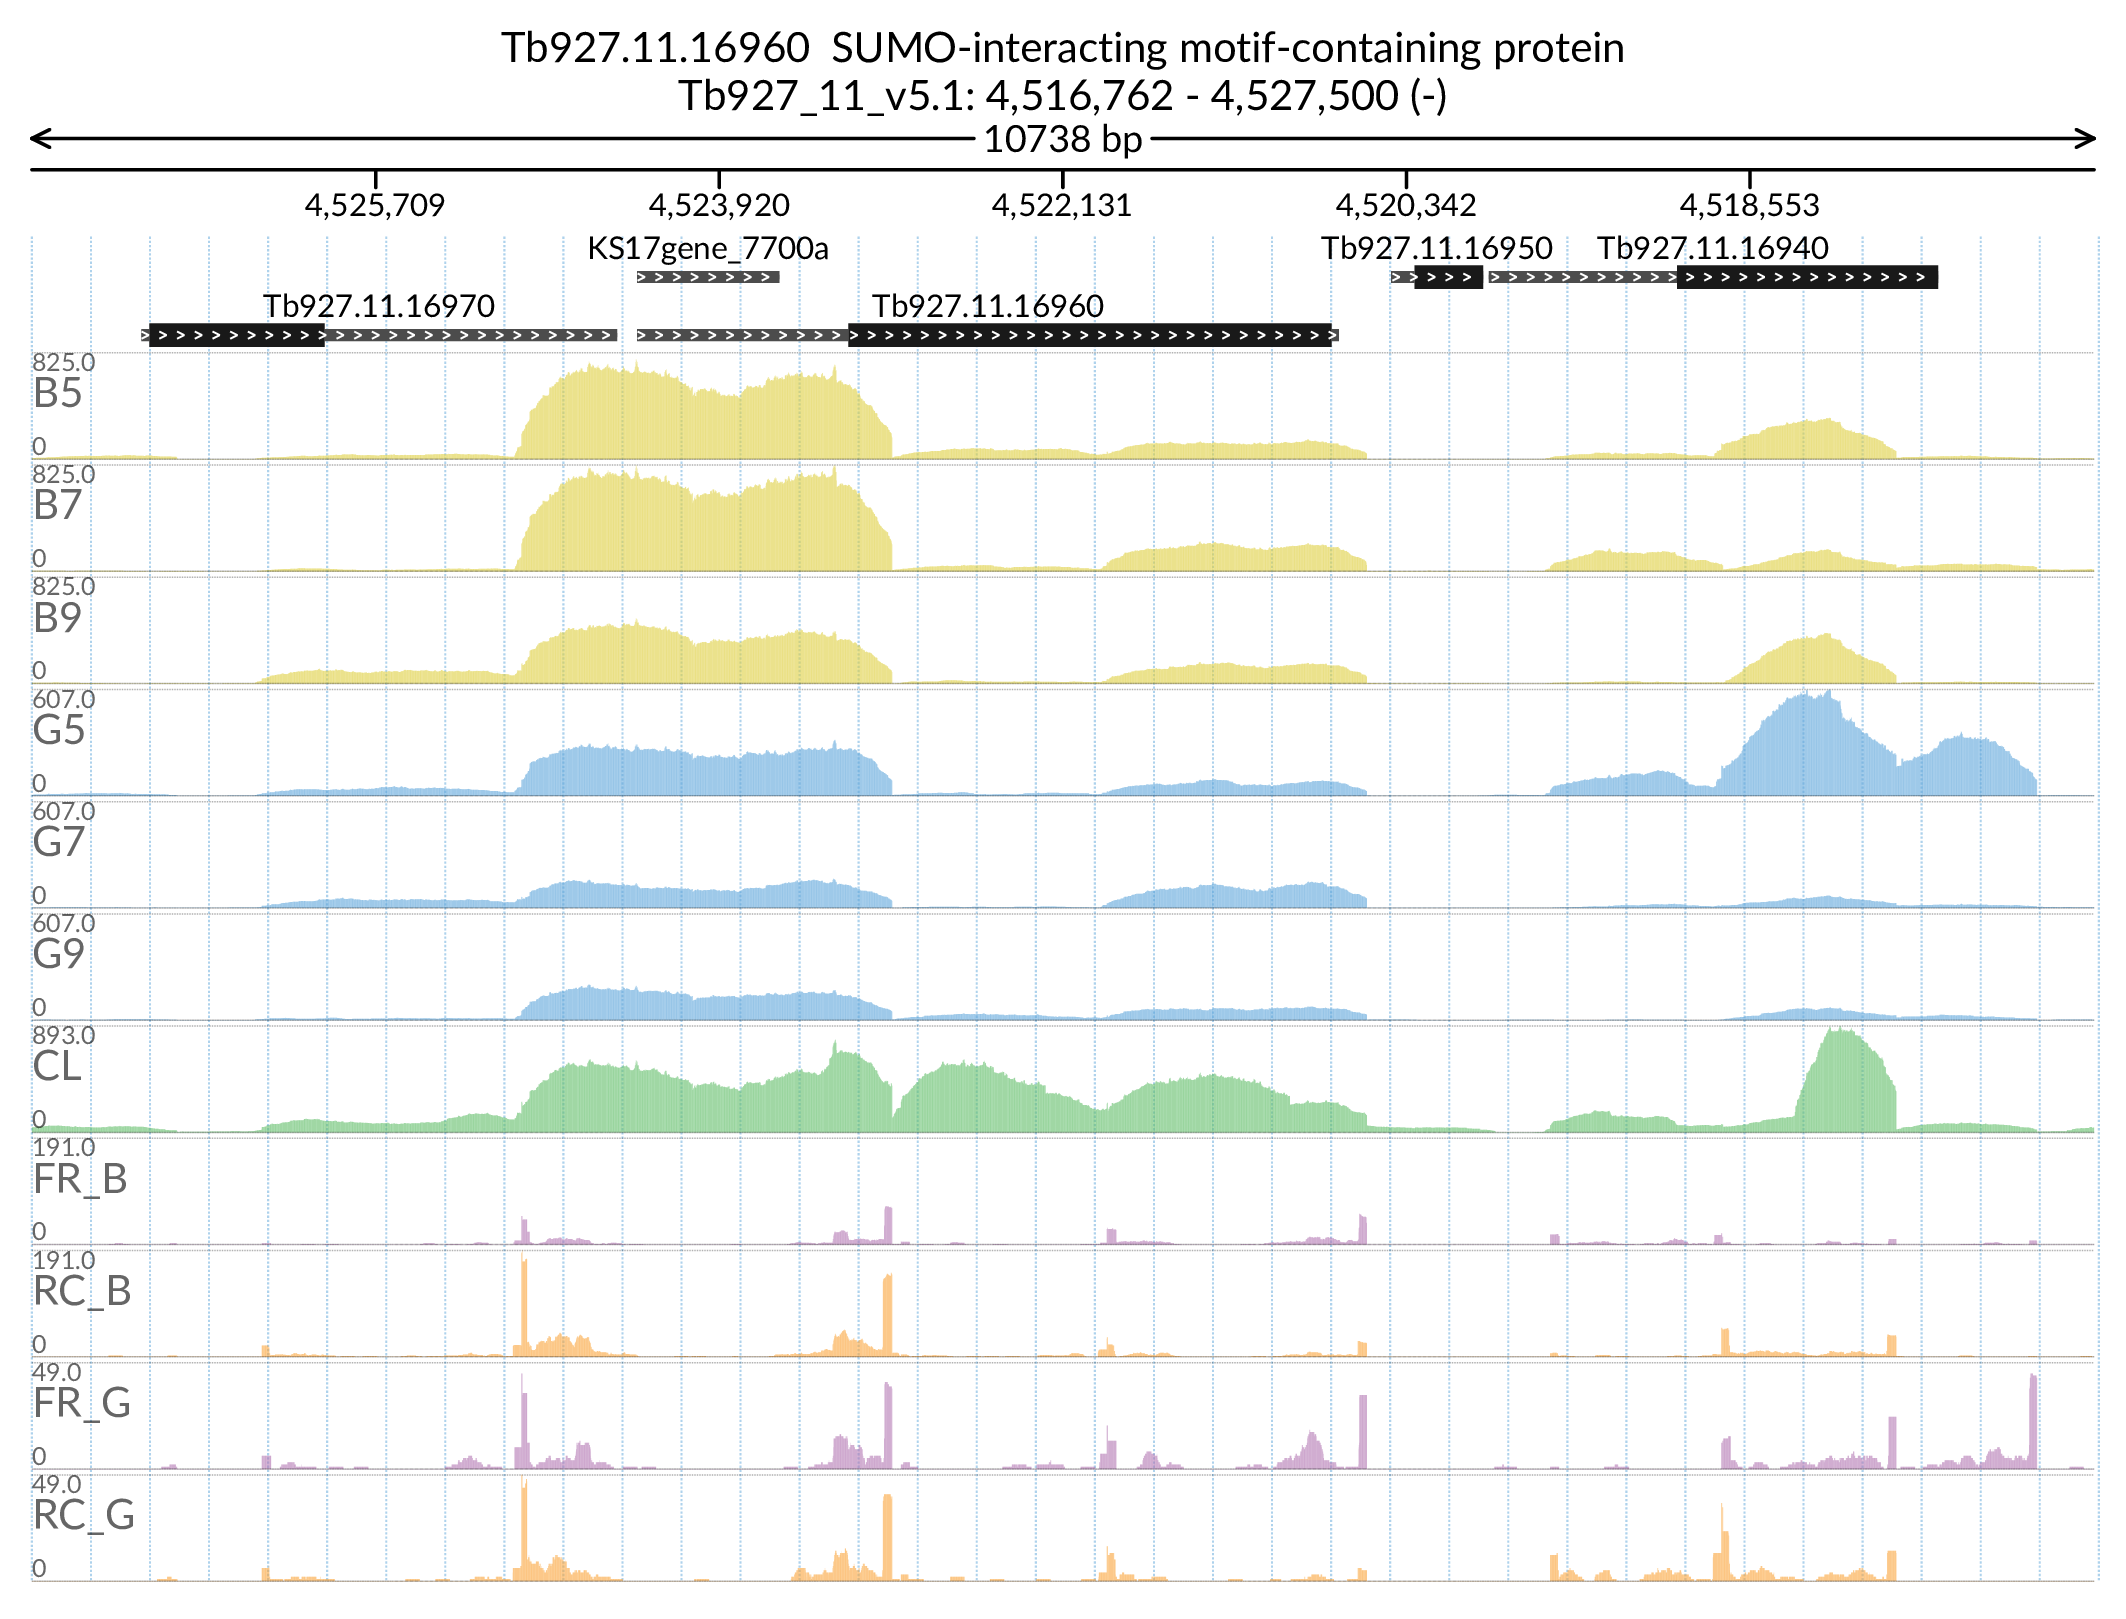 Tb927.11.16960 SUMO-interacting motif-containing protein
Tb927_11_v5.1: 4,516,762 - 4,527,500 (-)
10738 bp
4,525,709 4,523,920 4,522,131 4,520,342 4,518,553
KS17gene_7700a Tb927.11.16950 Tb927.11.16940
Tb927.11.16970 Tb927.11.16960
825.0
B5
0
825.0
B7
0
825.0
B9
0
607.0
G5
0
607.0
G7
0
607.0
G9
0
893.0
CL
0
191.0
FR_B
0
191.0
RC_B
0
49.0
FR_G
0
49.0
RC_G
0